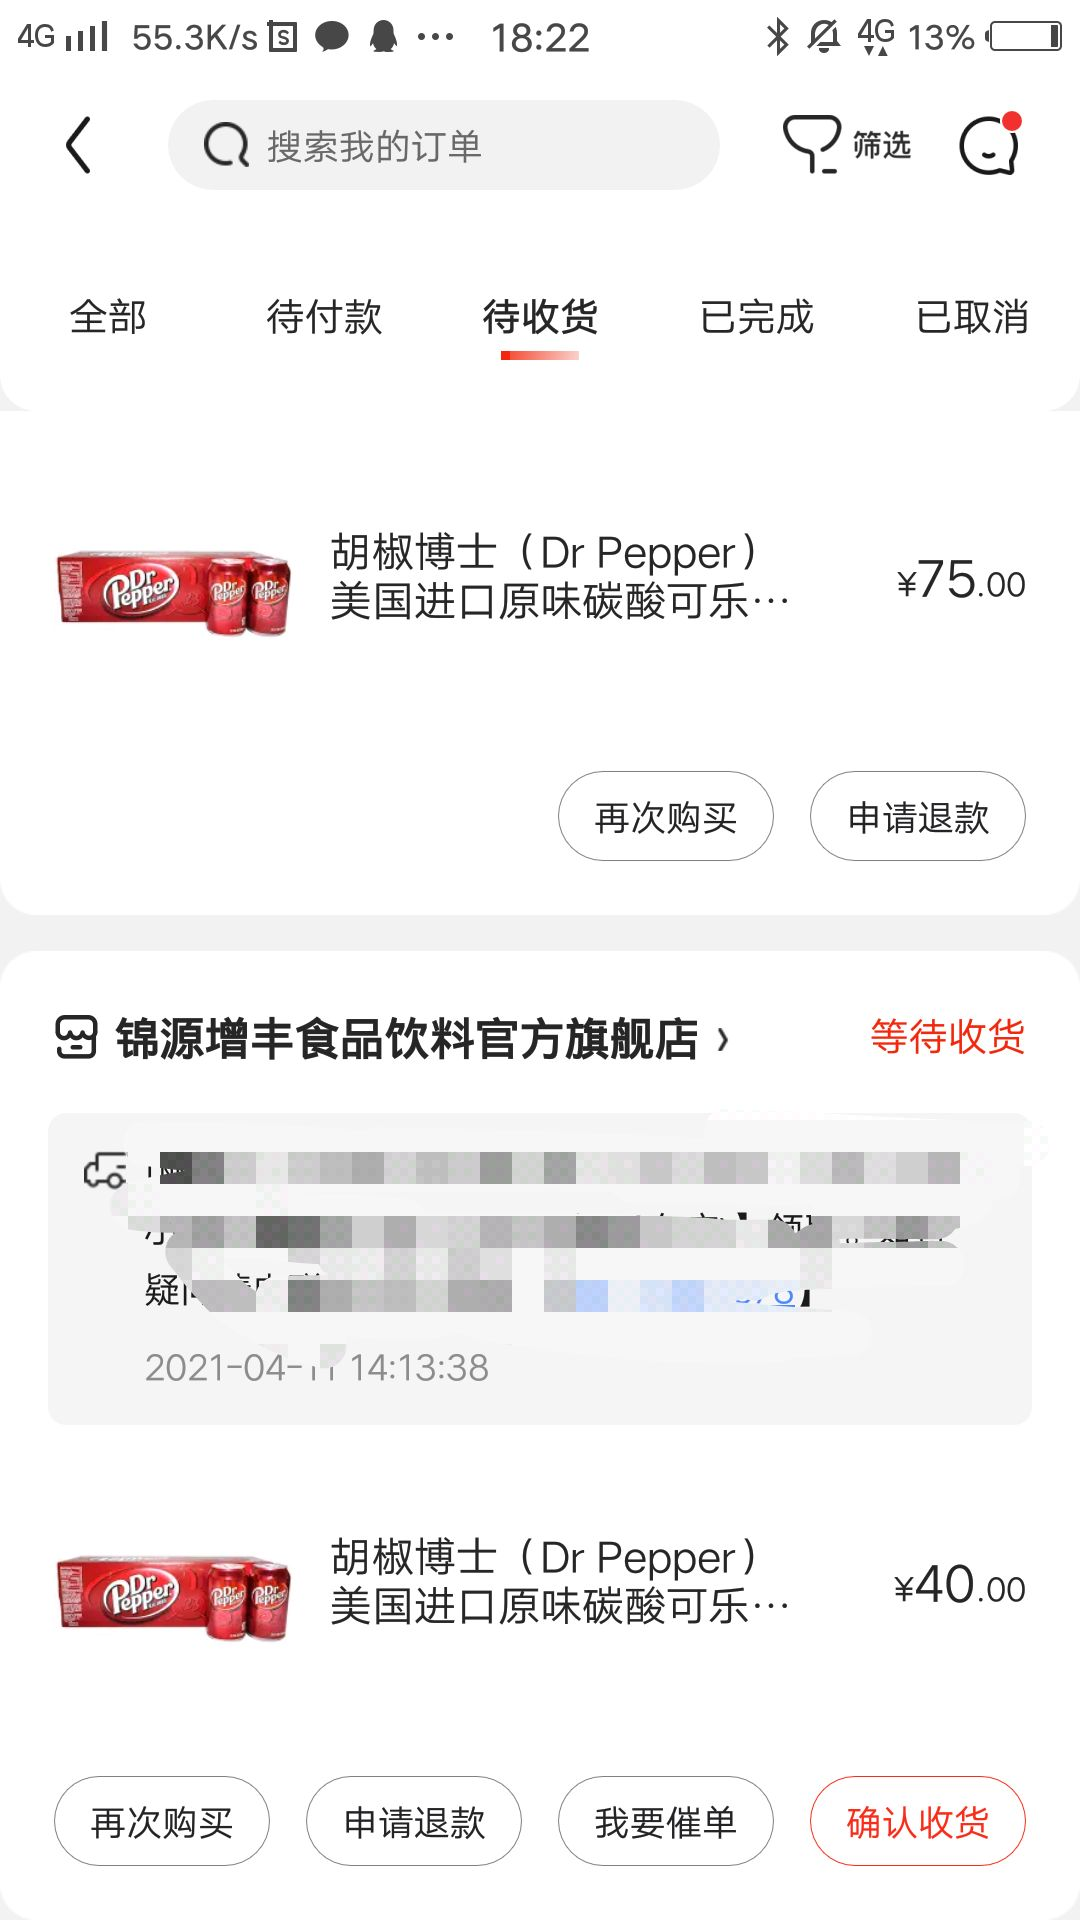 4G 55.3K/s 18:22 4G 13%
搜索我的订单 筛选
全部 待付款 待收货 已完成 已取消
胡椒博士（Dr Pepper） ¥75.00
美国进口原味碳酸可乐…
Dr Pepper
再次购买 申请退款
锦源增丰食品饮料官方旗舰店 › 等待收货
疑
2021-04-11 14:13:38
胡椒博士（Dr Pepper） ¥40.00
美国进口原味碳酸可乐…
Dr Pepper
再次购买 申请退款 我要催单 确认收货